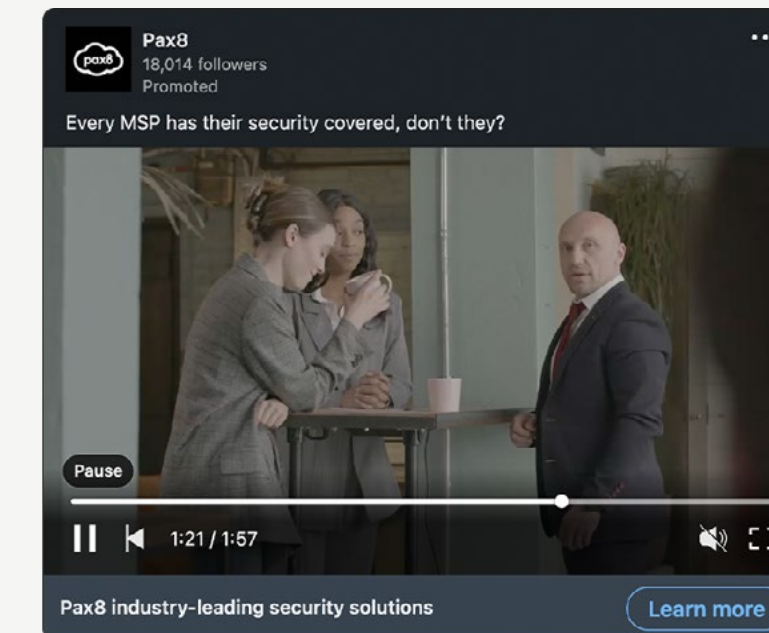 pax8
Pax8
18,014 followers
Promoted
Every MSP has their security covered, don't they?
Pause
1:21 / 1:57
Pax8 industry-leading security solutions
Learn more